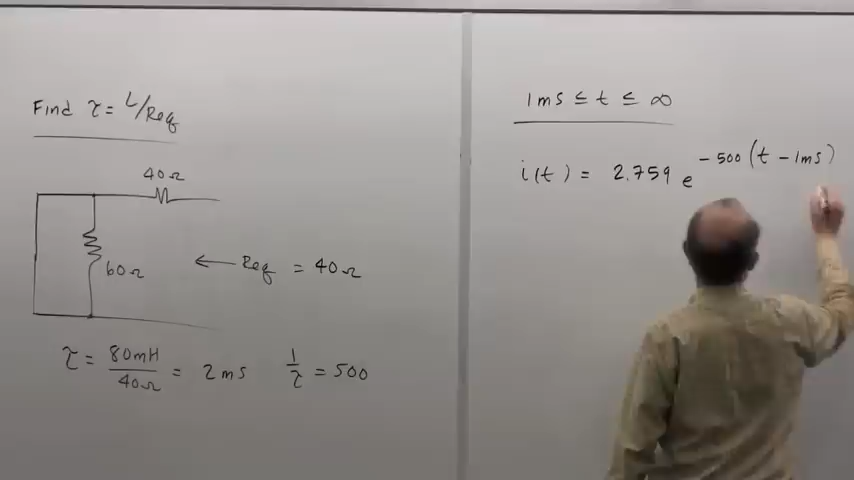 Find τ = L/Req
40Ω
60Ω
← Req = 40Ω
τ = 80mH/40Ω = 2ms 1/τ = 500
1ms ≤ t ≤ ∞
i(t) = 2.759 e^-500(t-1ms)